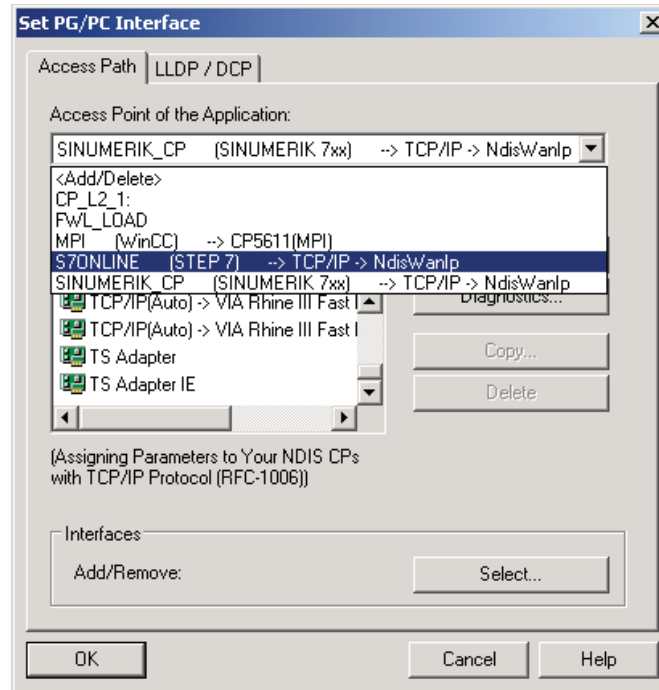 Set PG/PC Interface
Access Path
LLDP / DCP
Access Point of the Application:
SINUMERIK_CP (SINUMERIK 7xx) --> TCP/IP -> NdisWanIp
<Add/Delete>
CP_L2_1:
FWL_LOAD
MPI (WinCC) --> CP5611(MPI)
S7ONLINE (STEP 7) --> TCP/IP -> NdisWanIp
SINUMERIK_CP (SINUMERIK 7xx) --> TCP/IP -> NdisWanIp
TCP/IP(Auto) -> VIA Rhine III Fast
Diagnostics...
TCP/IP(Auto) -> VIA Rhine III Fast
TS Adapter
Copy...
TS Adapter IE
Delete
(Assigning Parameters to Your NDIS CPs
with TCP/IP Protocol (RFC-1006))
Interfaces
Add/Remove:
Select...
OK
Cancel
Help